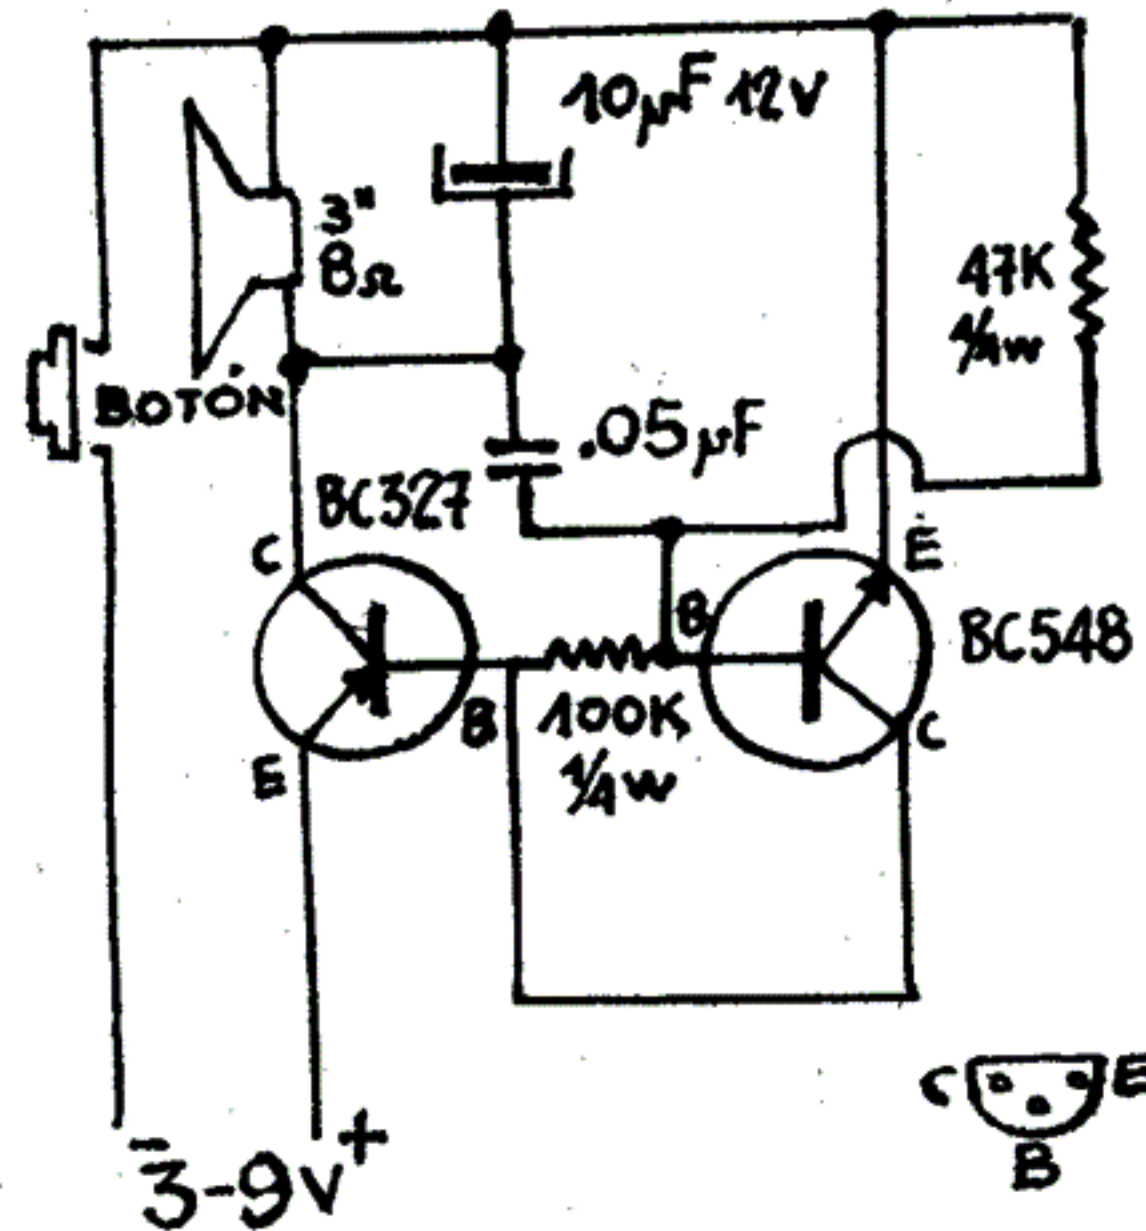 10µF 12V
3"
8Ω
47K
1/4W
BOTÓN
.05µF
BC327
C
E
B
BC548
B
E
C
100K
1/4W
- 3-9V +
C E
B